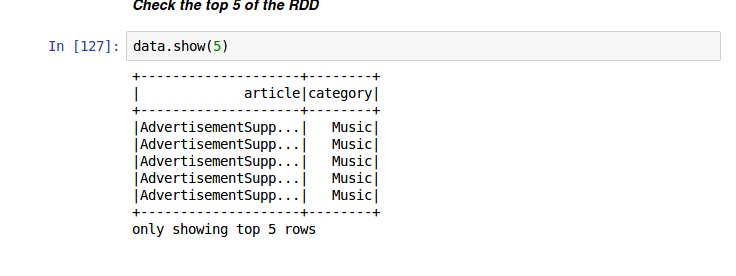 Check the top 5 of the RDD
In [127]: data.show(5)
+--------------------+--------+
|             article|category|
+--------------------+--------+
|AdvertisementSupp...|   Music|
|AdvertisementSupp...|   Music|
|AdvertisementSupp...|   Music|
|AdvertisementSupp...|   Music|
|AdvertisementSupp...|   Music|
+--------------------+--------+
only showing top 5 rows